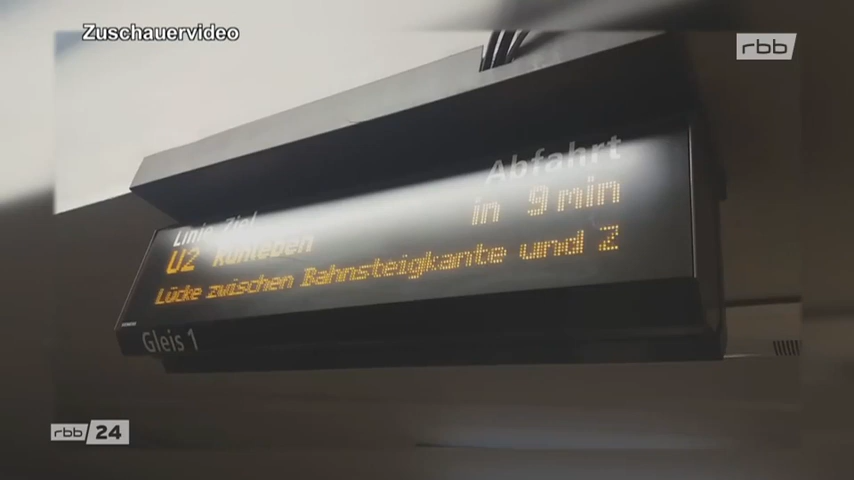 Zuschauervideo
rbb
Abfahrt
Linie Ziel
in 9 min
U2 Ruhleben
Lücke zwischen Bahnsteigkante und Z
Gleis 1
rbb 24